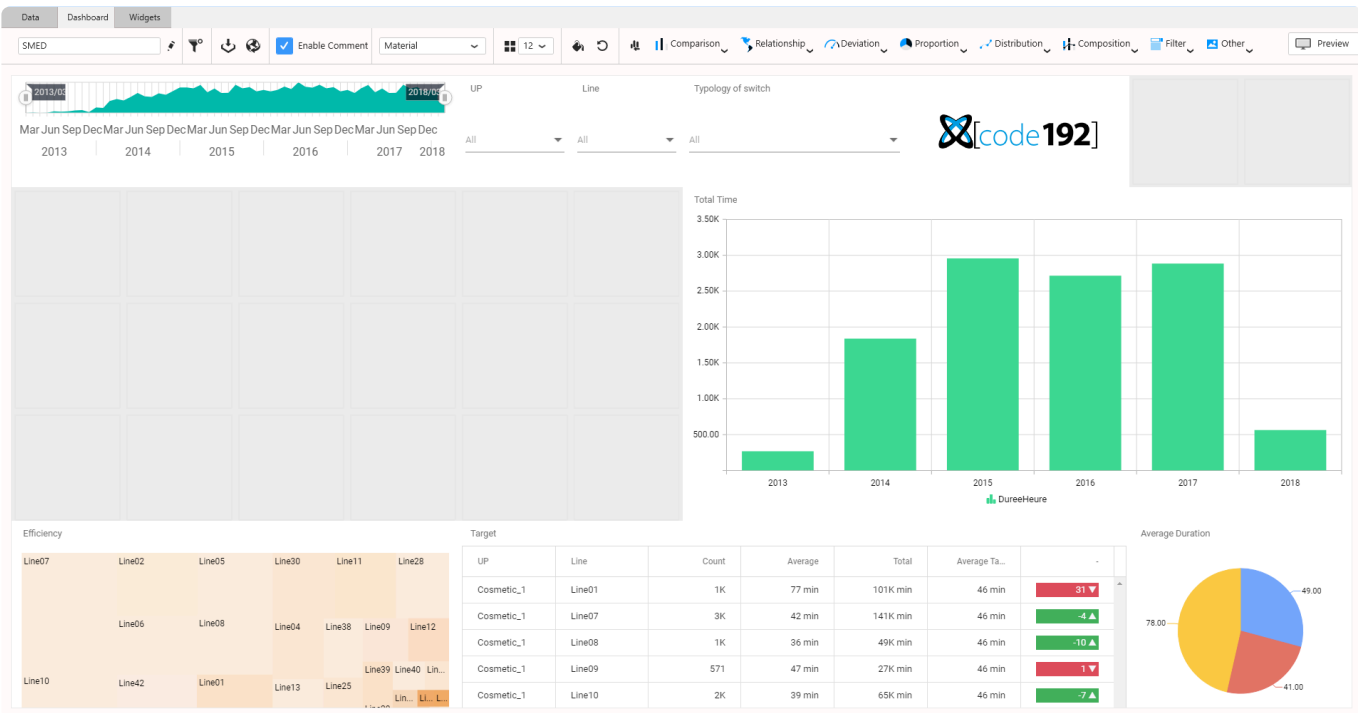 Data Dashboard Widgets
SMED Enable Comment Material 12 Comparison Relationship Deviation Proportion Distribution Composition Filter Other Preview
2013/03 2018/03
UP Line Typology of switch
Mar Jun Sep Dec Mar Jun Sep Dec Mar Jun Sep Dec Mar Jun Sep Dec Mar Jun Sep Dec
2013 2014 2015 2016 2017 2018
All All All
[code192]
Total Time
3.50K
3.00K
2.50K
2.00K
1.50K
1.00K
500.00
2013 2014 2015 2016 2017 2018
DureeHeure
Efficiency
Line07 Line02 Line05 Line30 Line11 Line28
Line06 Line08 Line04 Line38 Line09 Line12
Line39 Line40 Lin...
Line10 Line42 Line01 Line13 Line25
Lin... Li... L...
Target
UP Line Count Average Total Average Ta... -
Cosmetic_1 Line01 1K 77 min 101K min 46 min 31
Cosmetic_1 Line07 3K 42 min 141K min 46 min -4
Cosmetic_1 Line08 1K 36 min 49K min 46 min -10
Cosmetic_1 Line09 571 47 min 27K min 46 min 1
Cosmetic_1 Line10 2K 39 min 65K min 46 min -7
Average Duration
49.00
78.00
41.00